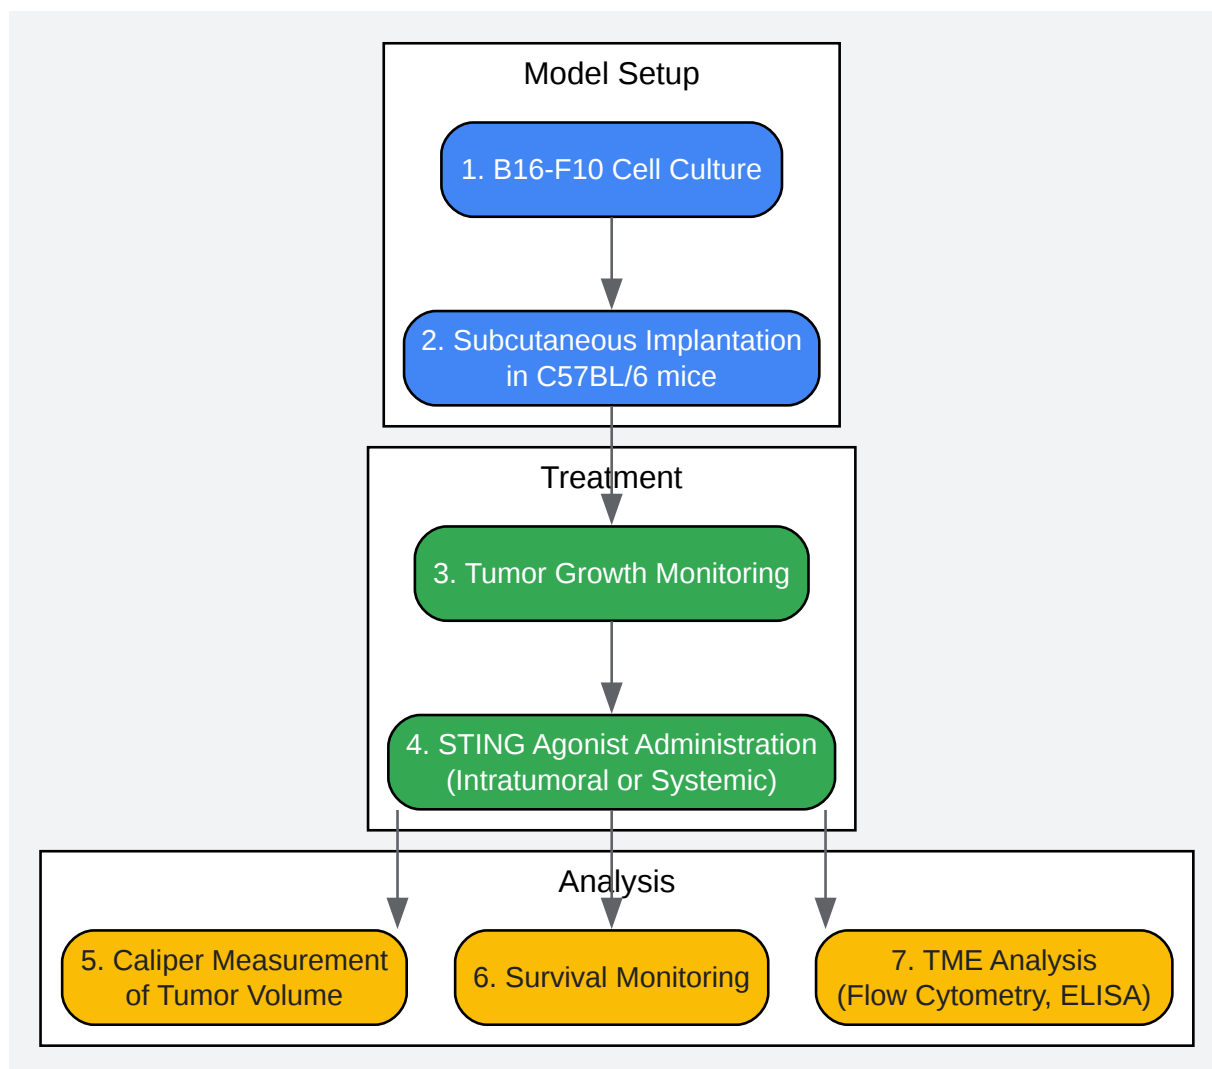 Model Setup
1. B16-F10 Cell Culture
2. Subcutaneous Implantation
in C57BL/6 mice
Treatment
3. Tumor Growth Monitoring
4. STING Agonist Administration
(Intratumoral or Systemic)
Analysis
5. Caliper Measurement
of Tumor Volume
6. Survival Monitoring
7. TME Analysis
(Flow Cytometry, ELISA)